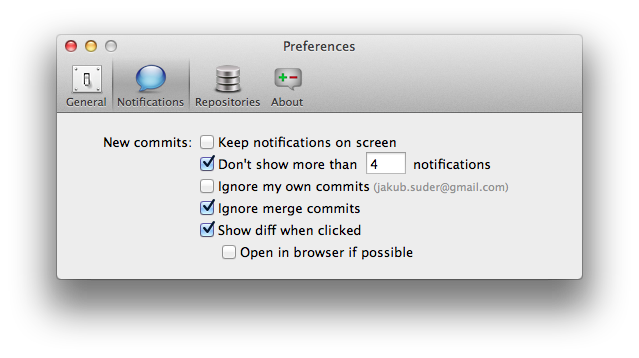 Preferences
General Notifications Repositories About
New commits: Keep notifications on screen
Don't show more than 4 notifications
Ignore my own commits (jakub.suder@gmail.com)
Ignore merge commits
Show diff when clicked
Open in browser if possible